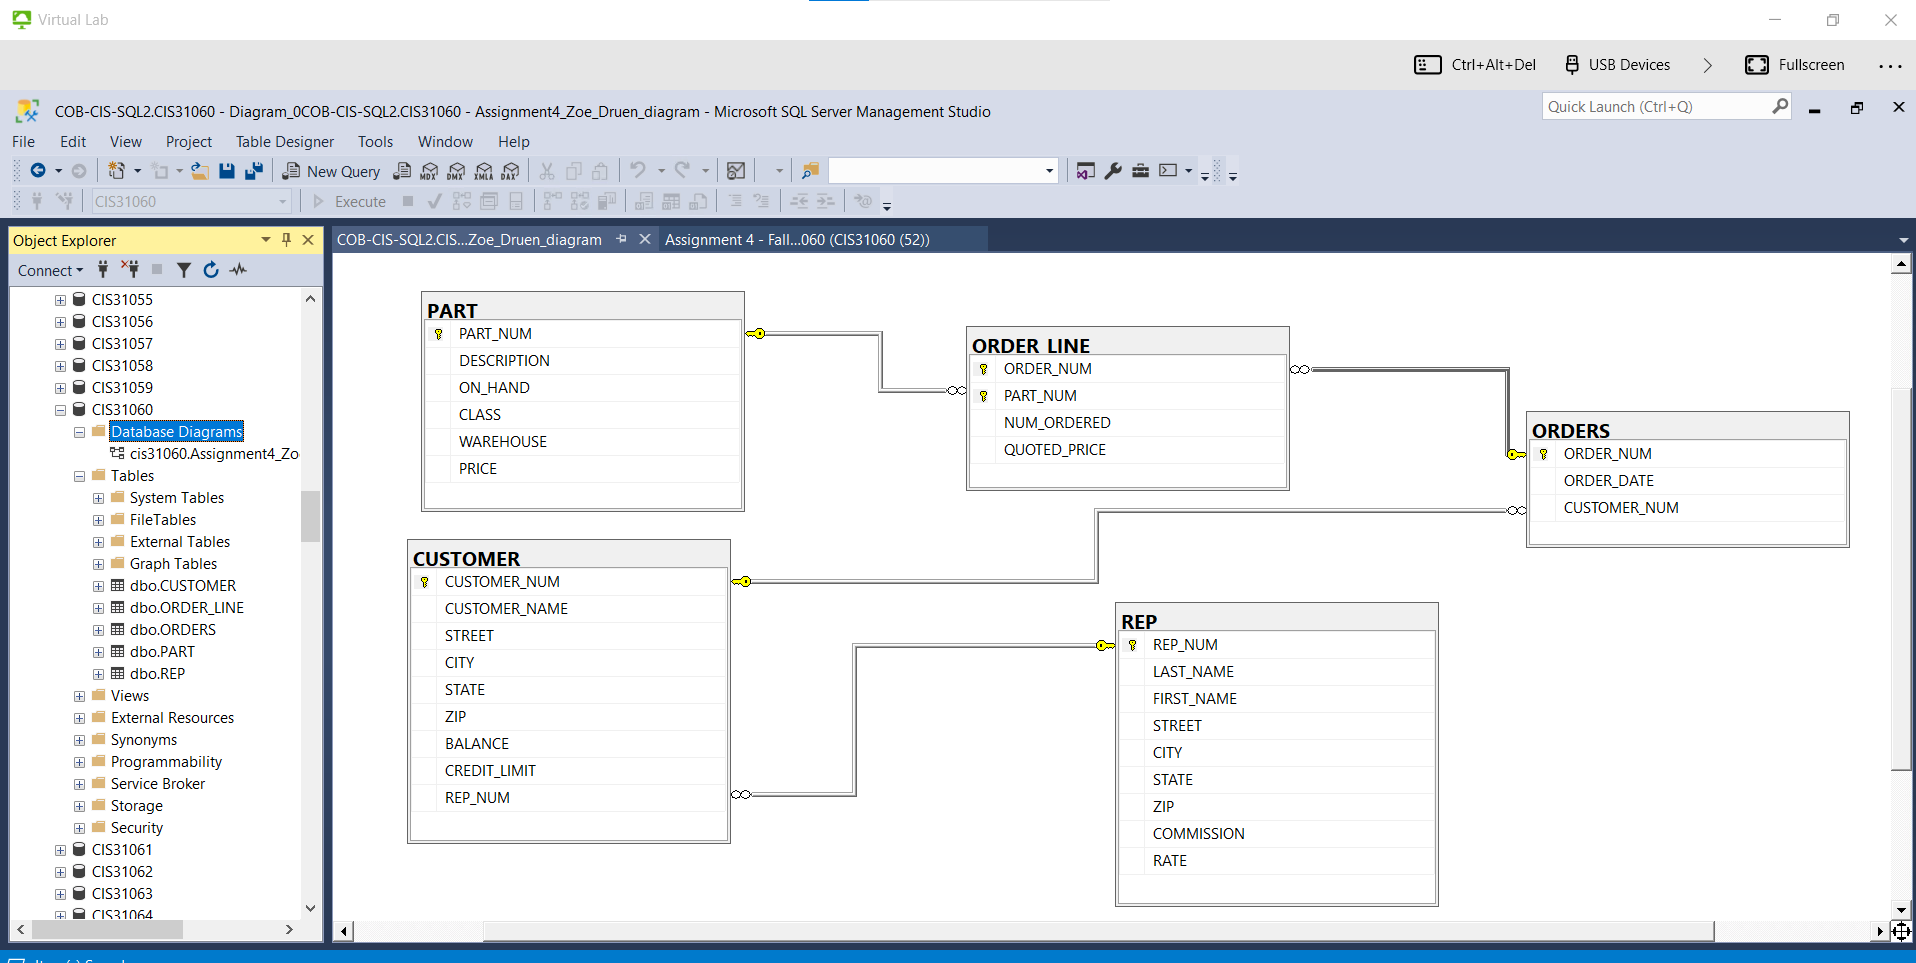 Virtual Lab
Ctrl+Alt+Del USB Devices Fullscreen
COB-CIS-SQL2.CIS31060 - Diagram_0COB-CIS-SQL2.CIS31060 - Assignment4_Zoe_Druen_diagram - Microsoft SQL Server Management Studio
Quick Launch (Ctrl+Q)
File Edit View Project Table Designer Tools Window Help
New Query MDX DMX XMLA DAX
CIS31060 Execute
Object Explorer
COB-CIS-SQL2.CIS...Zoe_Druen_diagram
Assignment 4 - Fall...060 (CIS31060 (52))
Connect
CIS31055
CIS31056
CIS31057
CIS31058
CIS31059
CIS31060
Database Diagrams
cis31060.Assignment4_Zo
Tables
System Tables
FileTables
External Tables
Graph Tables
dbo.CUSTOMER
dbo.ORDER_LINE
dbo.ORDERS
dbo.PART
dbo.REP
Views
External Resources
Synonyms
Programmability
Service Broker
Storage
Security
CIS31061
CIS31062
CIS31063
CIS31064
PART
PART_NUM
DESCRIPTION
ON_HAND
CLASS
WAREHOUSE
PRICE
ORDER_LINE
ORDER_NUM
PART_NUM
NUM_ORDERED
QUOTED_PRICE
ORDERS
ORDER_NUM
ORDER_DATE
CUSTOMER_NUM
CUSTOMER
CUSTOMER_NUM
CUSTOMER_NAME
STREET
CITY
STATE
ZIP
BALANCE
CREDIT_LIMIT
REP_NUM
REP
REP_NUM
LAST_NAME
FIRST_NAME
STREET
CITY
STATE
ZIP
COMMISSION
RATE